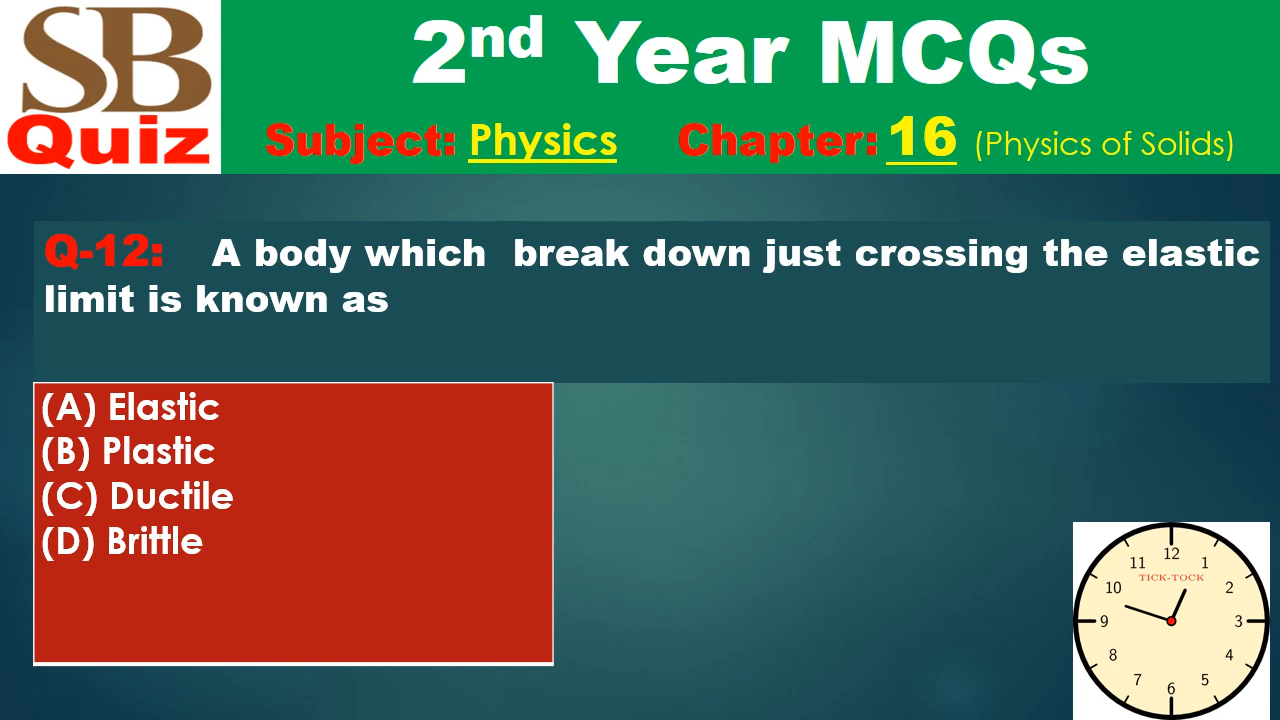 SB
Quiz
2nd Year MCQs
Subject: Physics Chapter: 16 (Physics of Solids)
Q-12: A body which break down just crossing the elastic
limit is known as
(A) Elastic
(B) Plastic
(C) Ductile
(D) Brittle
12
11 1
TICK-TOCK
10 2
9 3
8 4
7 5
6